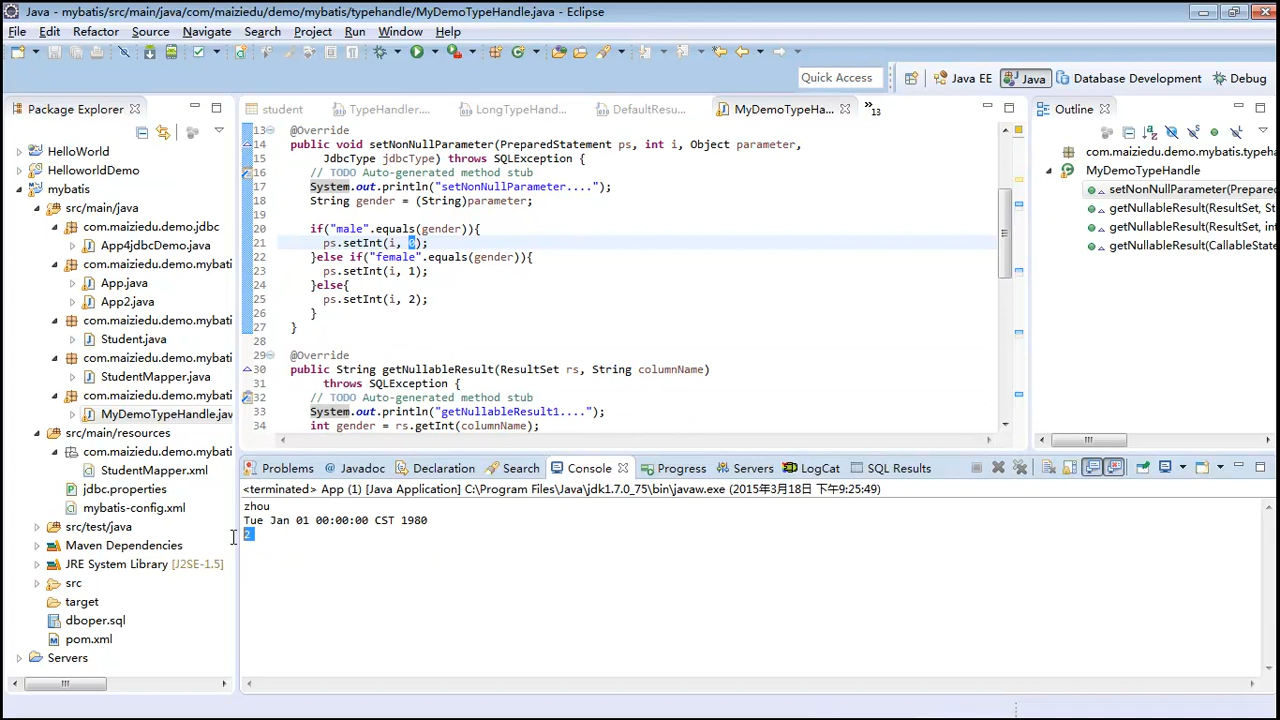 Java - mybatis/src/main/java/com/maiziedu/demo/mybatis/typehandle/MyDemoTypeHandle.java - Eclipse
File Edit Refactor Source Navigate Search Project Run Window Help
Quick Access
Java EE
Java
Database Development
Debug
Package Explorer
HelloWorld
HelloworldDemo
mybatis
src/main/java
com.maiziedu.demo.jdbc
App4jdbcDemo.java
com.maiziedu.demo.mybati
App.java
App2.java
com.maiziedu.demo.mybati
Student.java
com.maiziedu.demo.mybati
StudentMapper.java
com.maiziedu.demo.mybati
MyDemoTypeHandle.jav
src/main/resources
com.maiziedu.demo.mybati
StudentMapper.xml
jdbc.properties
mybatis-config.xml
src/test/java
Maven Dependencies
JRE System Library [J2SE-1.5]
src
target
dboper.sql
pom.xml
Servers
student TypeHandler.... LongTypeHand... DefaultResu... MyDemoTypeHa... »13
13 @Override
14 public void setNonNullParameter(PreparedStatement ps, int i, Object parameter,
15 JdbcType jdbcType) throws SQLException {
16 // TODO Auto-generated method stub
17 System.out.println("setNonNullParameter....");
18 String gender = (String)parameter;
19
20 if("male".equals(gender)){
21 ps.setInt(i, 0);
22 }else if("female".equals(gender)){
23 ps.setInt(i, 1);
24 }else{
25 ps.setInt(i, 2);
26 }
27 }
28
29 @Override
30 public String getNullableResult(ResultSet rs, String columnName)
31 throws SQLException {
32 // TODO Auto-generated method stub
33 System.out.println("getNullableResult1....");
34 int gender = rs.getInt(columnName);
Outline
com.maiziedu.demo.mybatis.typeha
MyDemoTypeHandle
setNonNullParameter(Prepared
getNullableResult(ResultSet, S
getNullableResult(ResultSet, int
getNullableResult(CallableState
Problems Javadoc Declaration Search Console Progress Servers LogCat SQL Results
<terminated> App (1) [Java Application] C:\Program Files\Java\jdk1.7.0_75\bin\javaw.exe (2015年3月18日 下午9:25:49)
zhou
Tue Jan 01 00:00:00 CST 1980
2